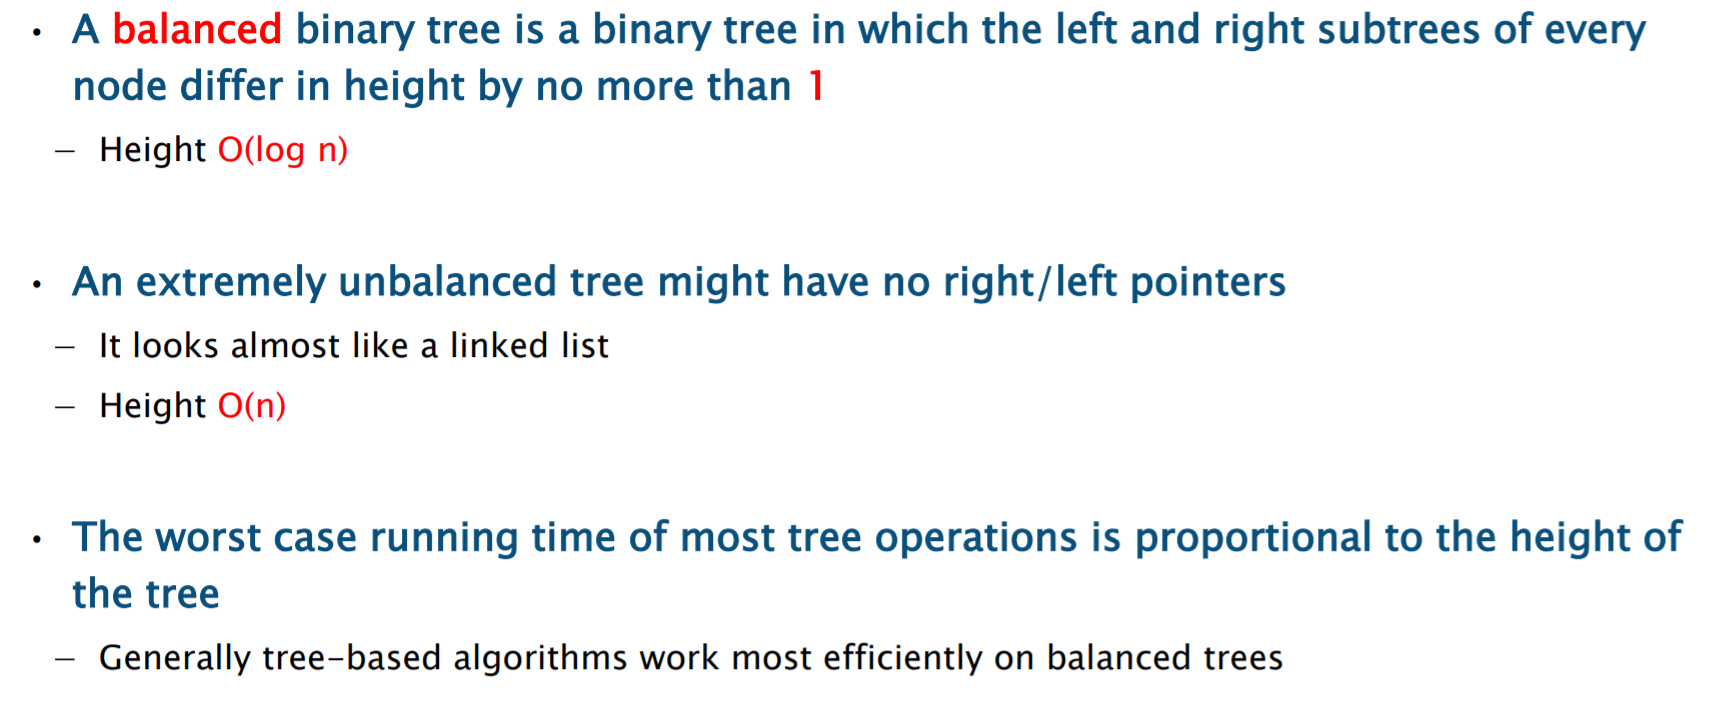 • A balanced binary tree is a binary tree in which the left and right subtrees of every
node differ in height by no more than 1
– Height O(log n)
• An extremely unbalanced tree might have no right/left pointers
– It looks almost like a linked list
– Height O(n)
• The worst case running time of most tree operations is proportional to the height of
the tree
– Generally tree-based algorithms work most efficiently on balanced trees